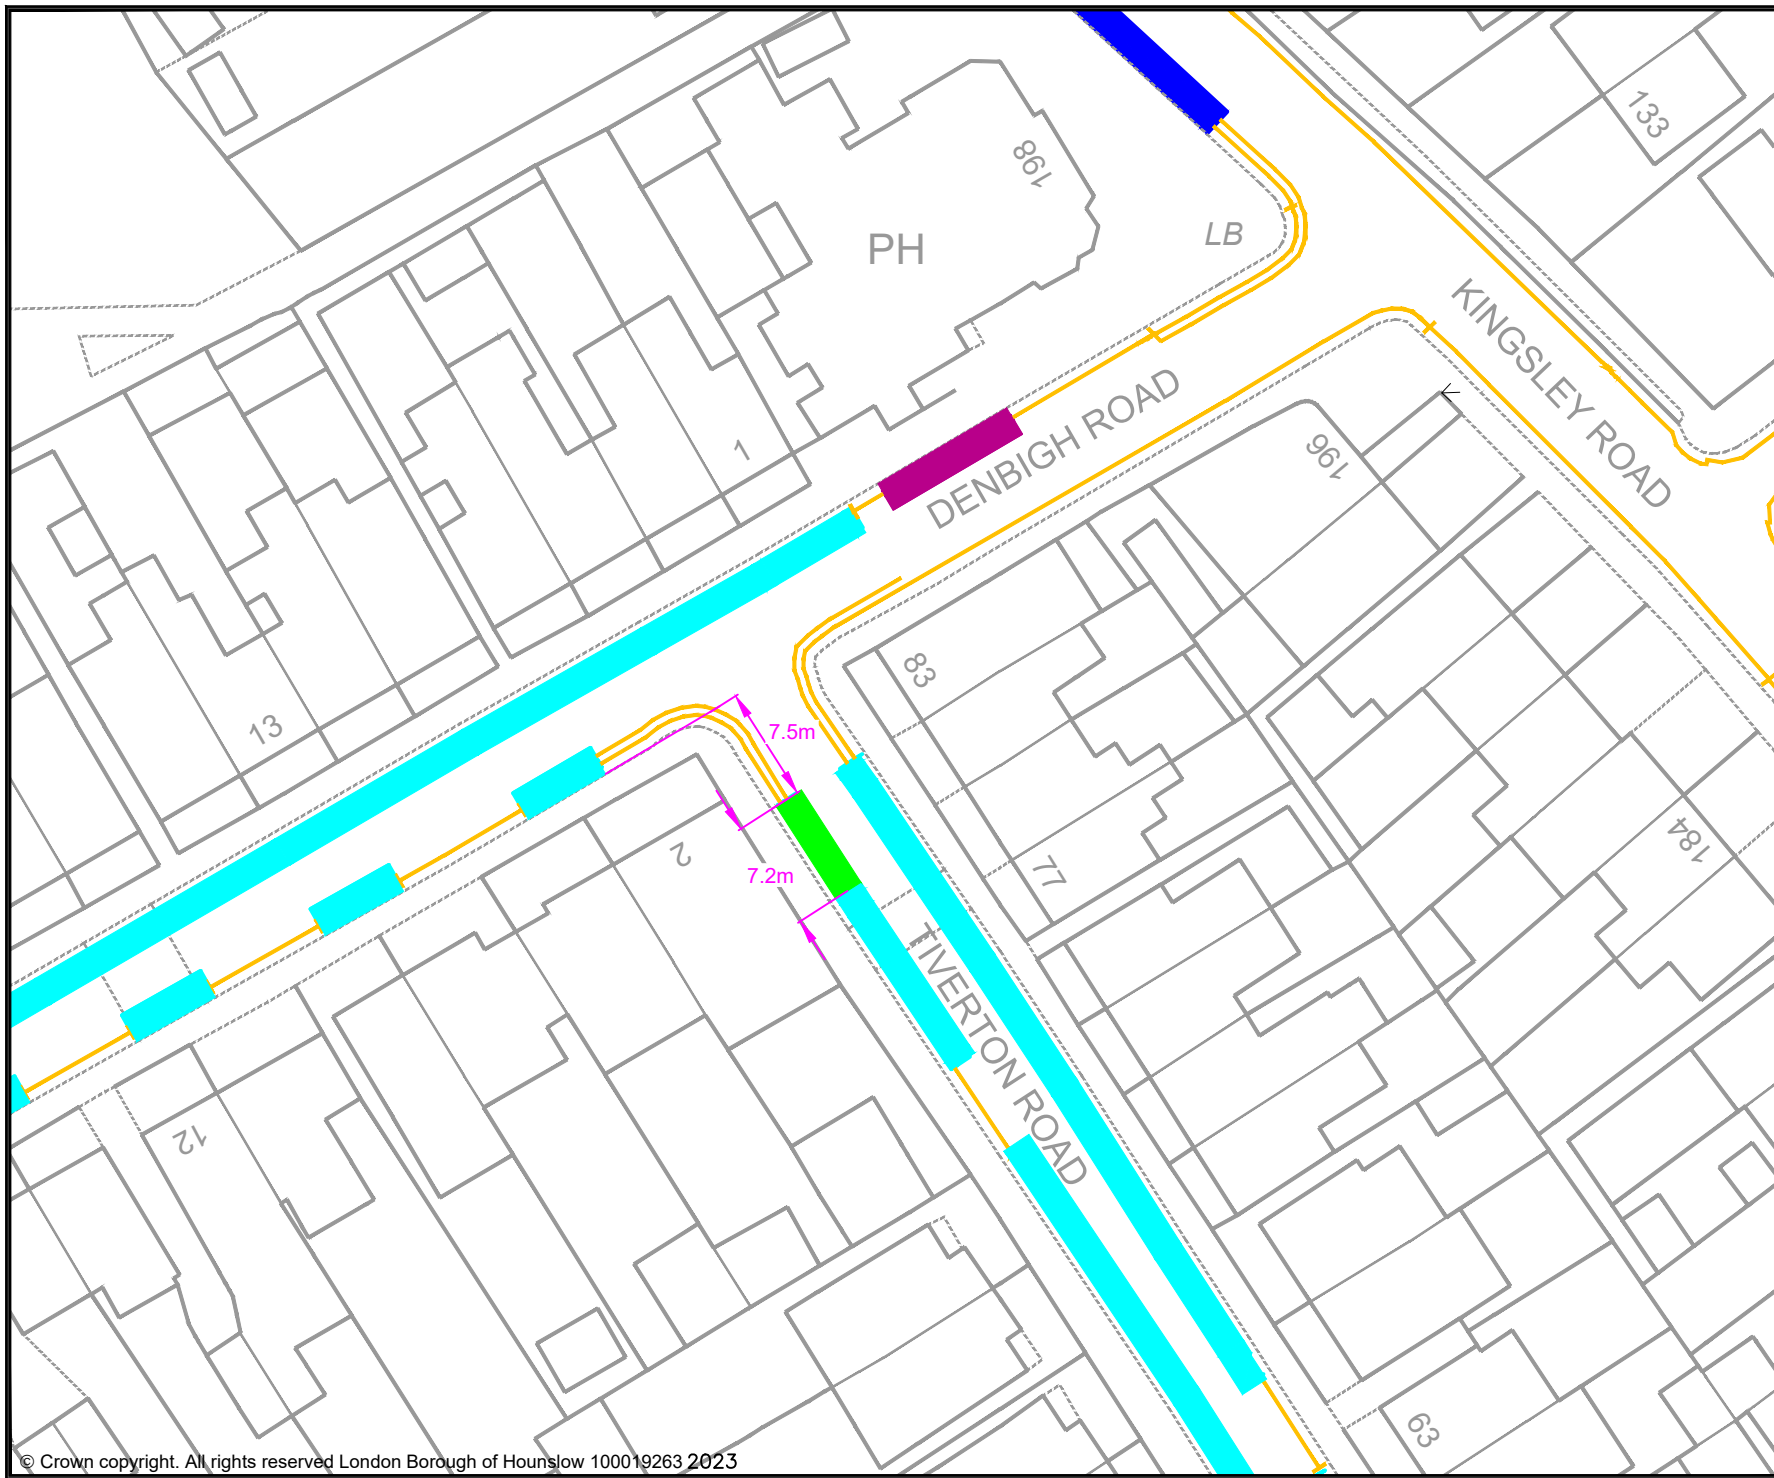 133
198
PH
LB
KINGSLEY ROAD
DENBIGH ROAD
1
196
83
13
7.5m
2
7.2m
77
184
TIVERTON ROAD
12
63
© Crown copyright. All rights reserved London Borough of Hounslow 100019263 2023